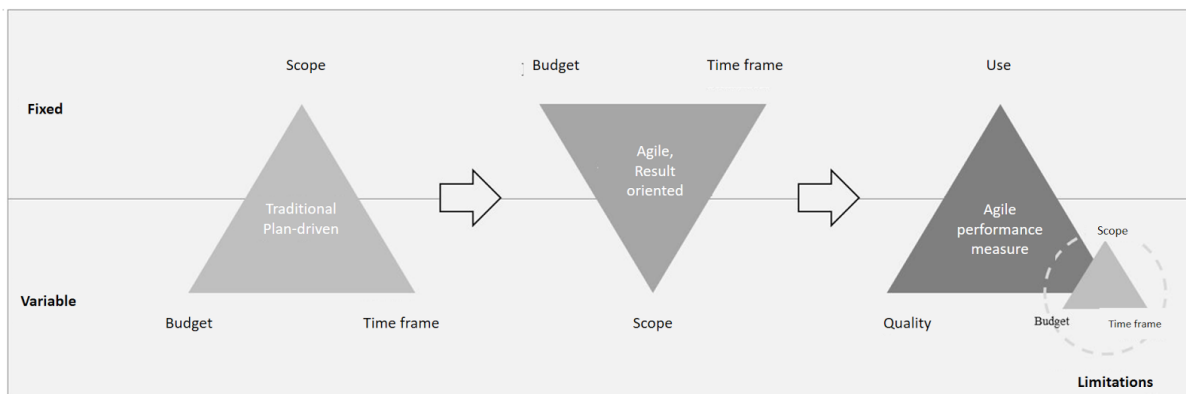 Scope
Budget
Time frame
Use
Fixed
Agile,
Result
oriented
Traditional
Plan-driven
Agile
performance
measure
Scope
Variable
Budget
Time frame
Scope
Quality
Budget
Time frame
Limitations